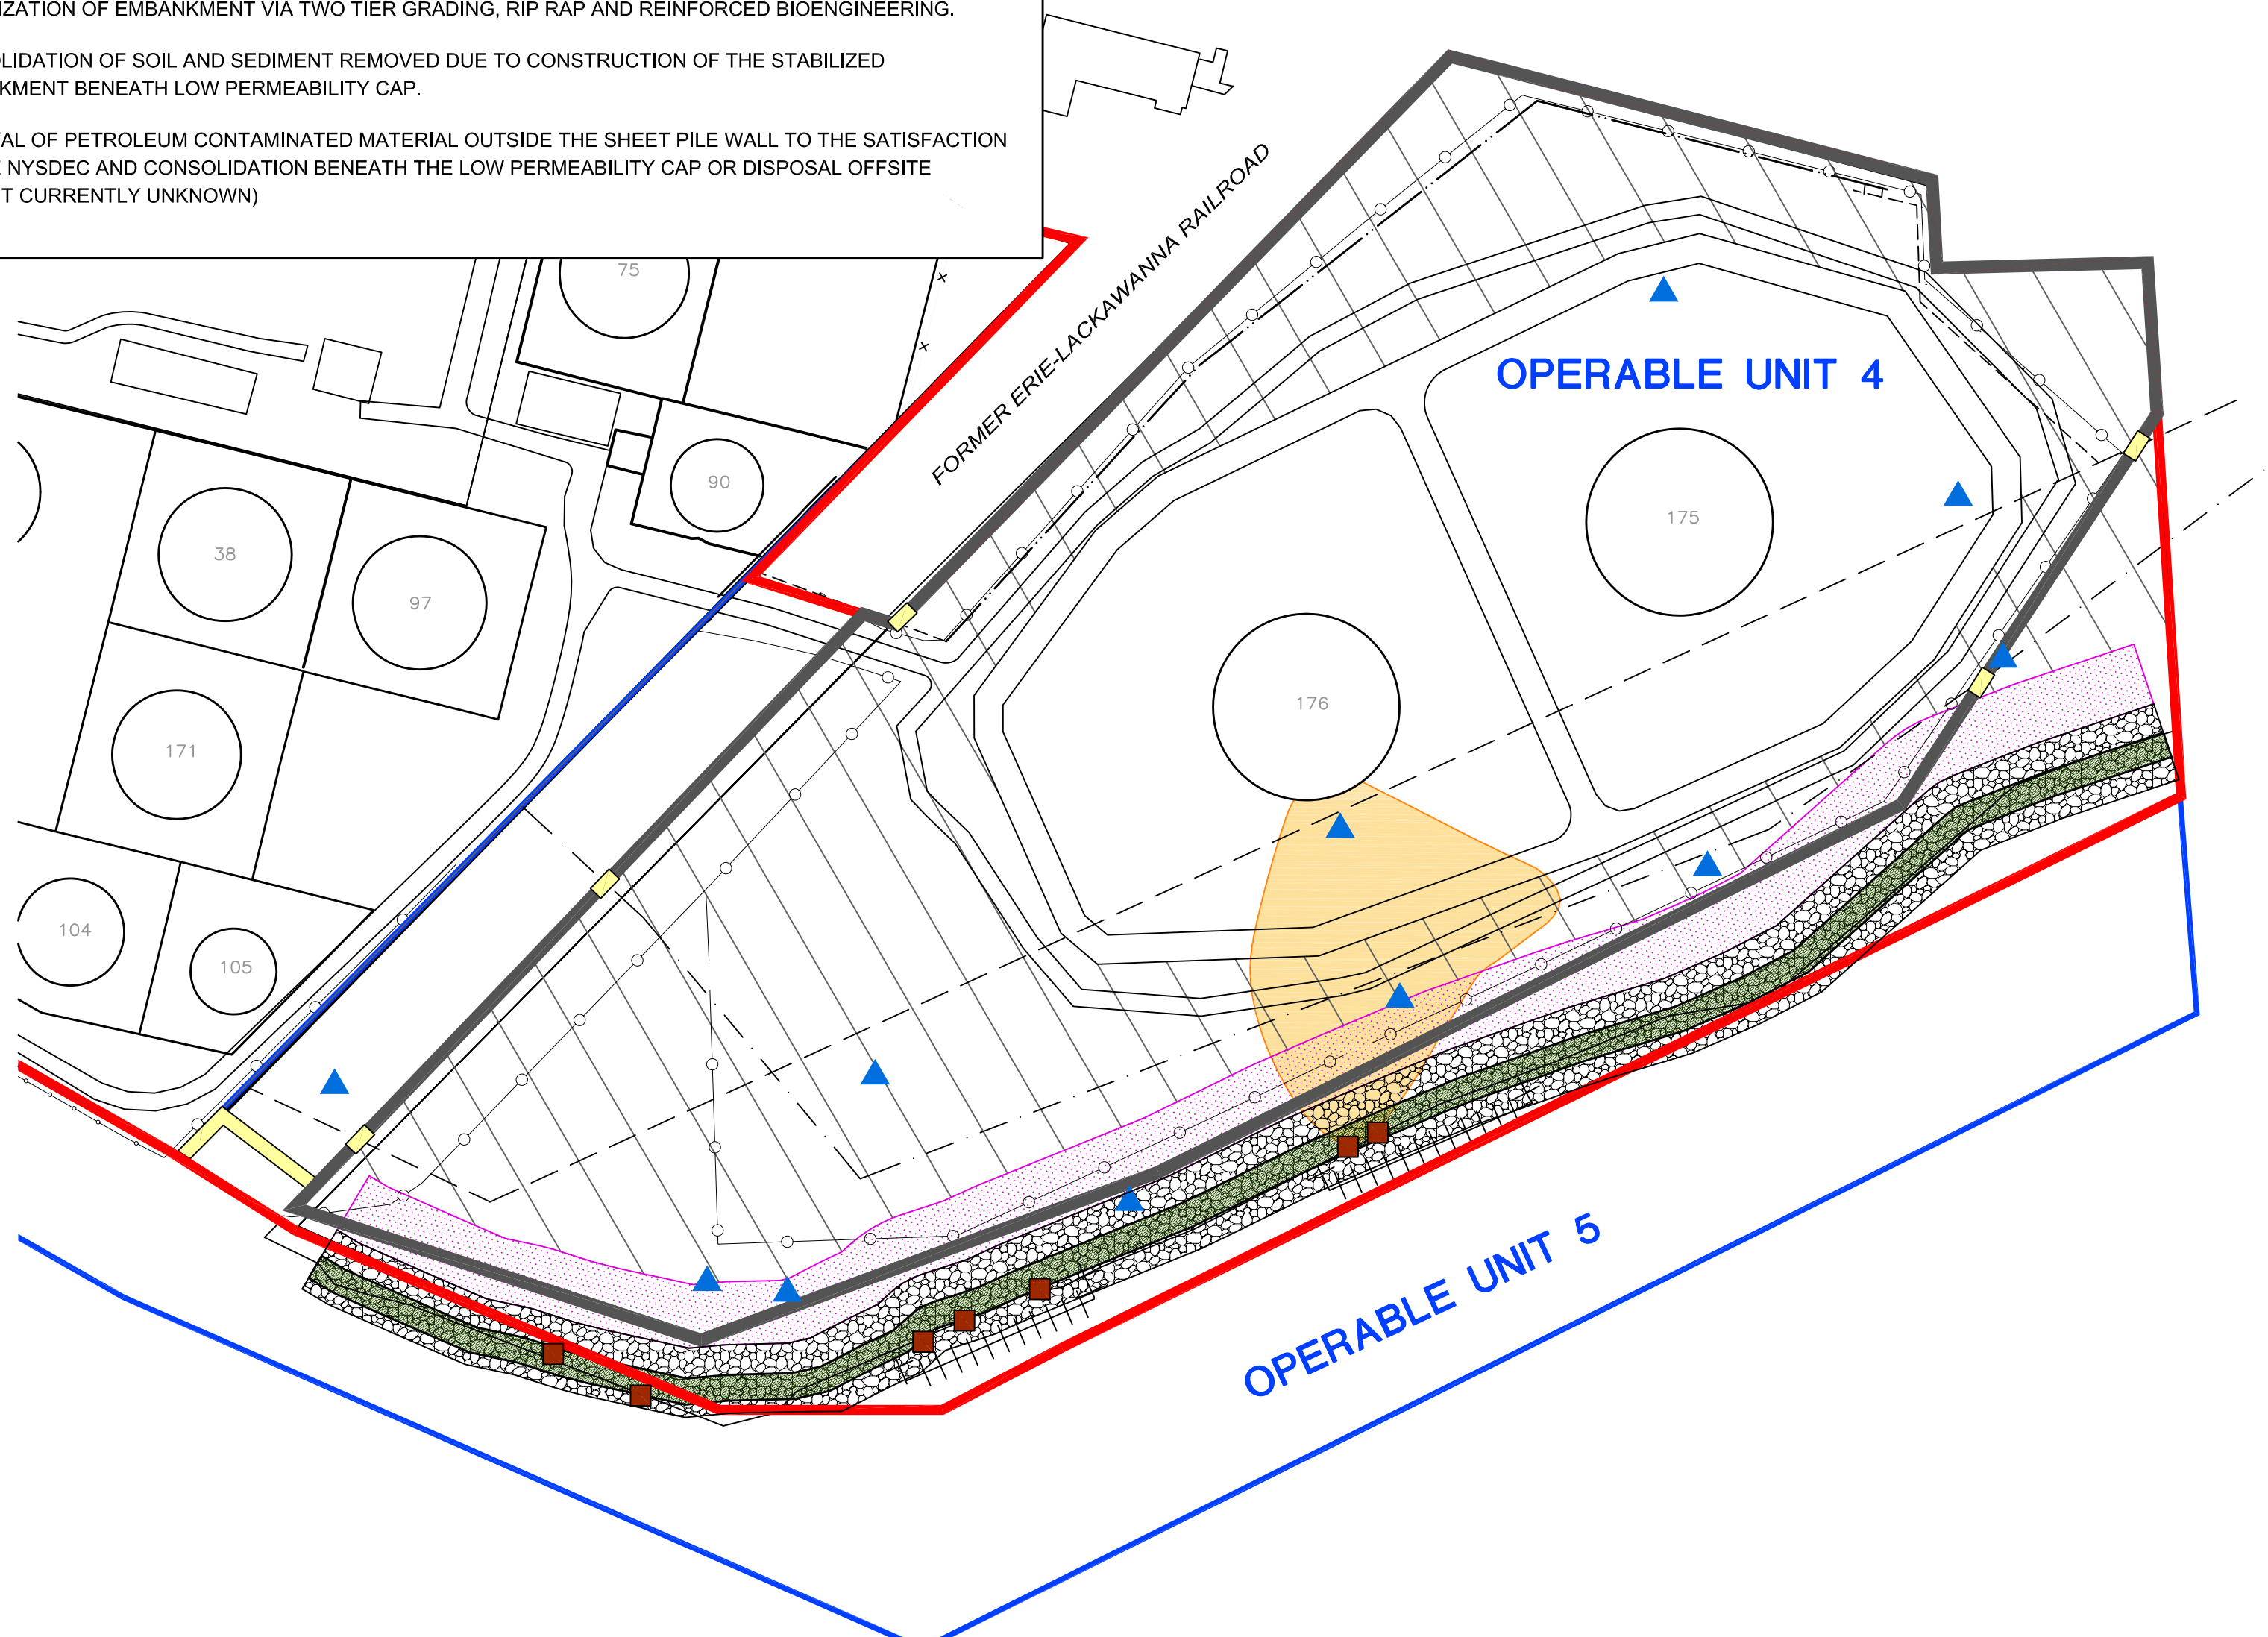 IZATION OF EMBANKMENT VIA TWO TIER GRADING, RIP RAP AND REINFORCED BIOENGINEERING.
OLIDATION OF SOIL AND SEDIMENT REMOVED DUE TO CONSTRUCTION OF THE STABILIZED
KMENT BENEATH LOW PERMEABILITY CAP.
AL OF PETROLEUM CONTAMINATED MATERIAL OUTSIDE THE SHEET PILE WALL TO THE SATISFACTION
NYSDEC AND CONSOLIDATION BENEATH THE LOW PERMEABILITY CAP OR DISPOSAL OFFSITE
T CURRENTLY UNKNOWN)
75
FORMER ERIE-LACKAWANNA RAILROAD
OPERABLE UNIT 4
90
175
38
97
176
171
104
105
OPERABLE UNIT 5